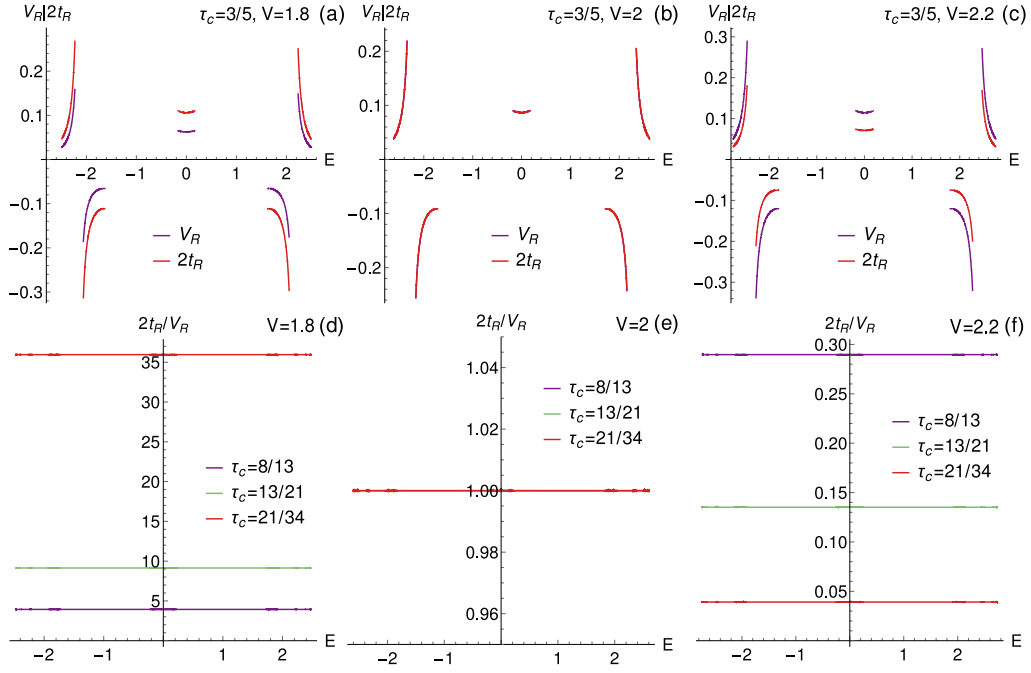 V_R|2t_R τ_c=3/5, V=1.8 (a)
0.2
0.1
−2 −1 0 1 2 E
−0.1
−0.2
−0.3
V_R
2t_R
V_R|2t_R τ_c=3/5, V=2 (b)
0.2
0.1
−2 −1 0 1 2 E
−0.1
−0.2
V_R
2t_R
V_R|2t_R τ_c=3/5, V=2.2 (c)
0.3
0.2
0.1
−2 −1 0 1 2 E
−0.1
−0.2
−0.3
V_R
2t_R
2t_R/V_R V=1.8 (d)
35
30
25
20
15
10
5
τ_c=8/13
τ_c=13/21
τ_c=21/34
−2 −1 1 2 E
2t_R/V_R V=2 (e)
1.04
1.02
1.00
0.98
0.96
τ_c=8/13
τ_c=13/21
τ_c=21/34
−2 −1 1 2 E
2t_R/V_R V=2.2 (f)
0.30
0.25
0.20
0.15
0.10
0.05
τ_c=8/13
τ_c=13/21
τ_c=21/34
−2 −1 1 2 E